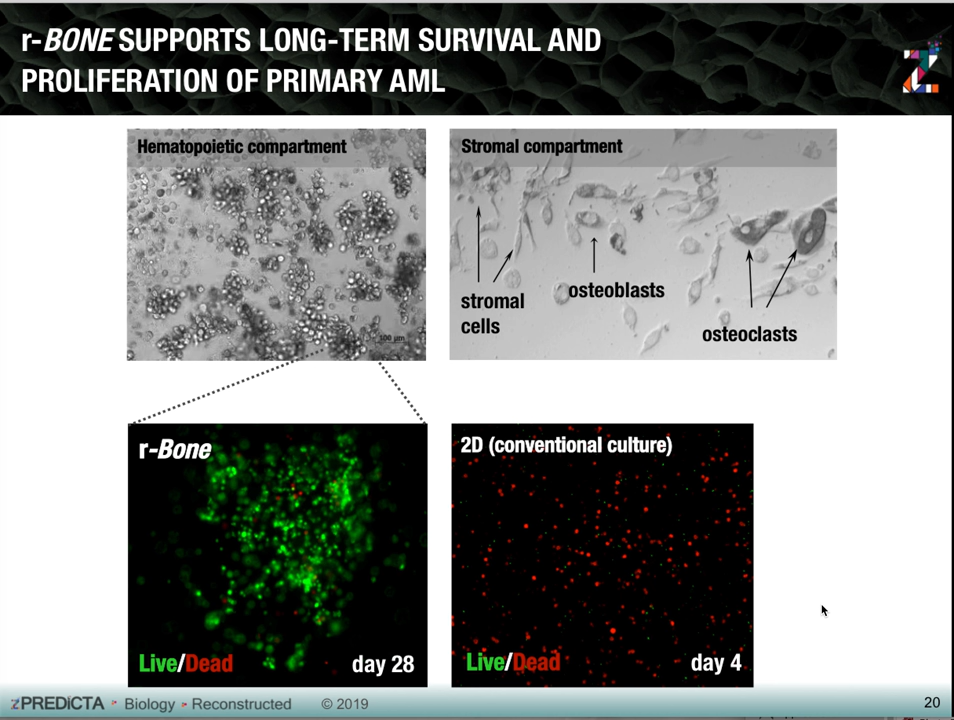 r-BONE SUPPORTS LONG-TERM SURVIVAL AND
PROLIFERATION OF PRIMARY AML
Hematopoietic compartment
100 µm
Stromal compartment
stromal
cells
osteoblasts
osteoclasts
r-Bone
Live/Dead
day 28
2D (conventional culture)
Live/Dead
day 4
zPREDiCTA Biology Reconstructed © 2019
20